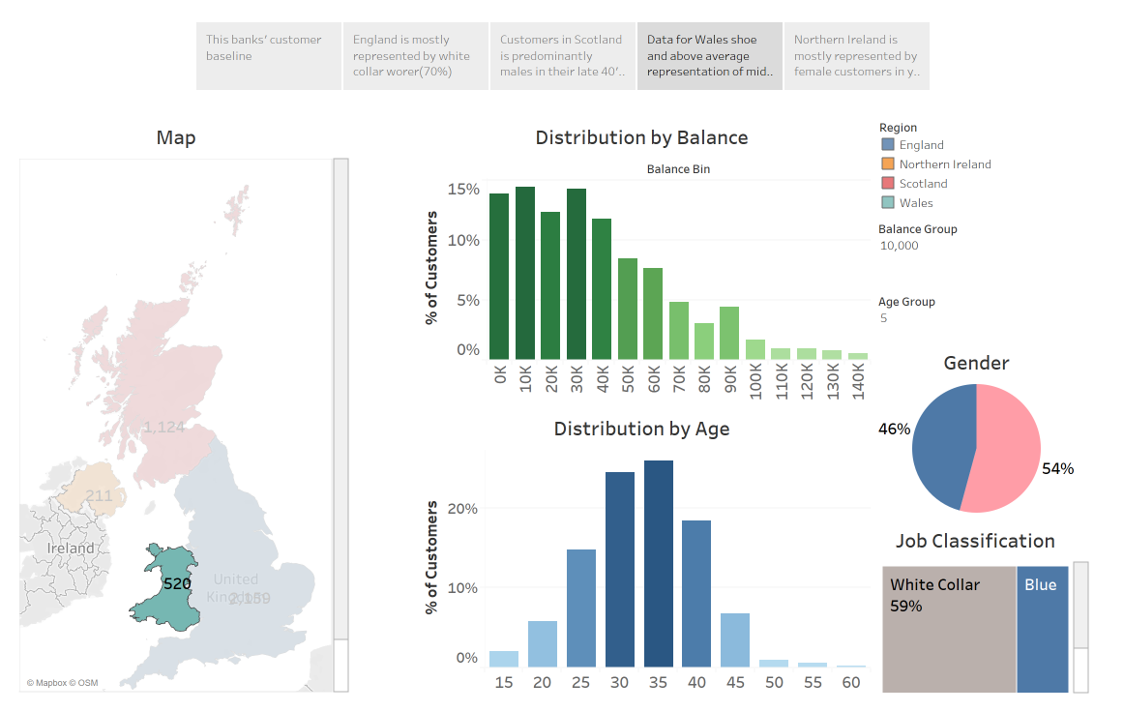 This banks' customer
baseline
England is mostly
represented by white
collar worer(70%)
Customers in Scotland
is predominantly
males in their late 40'..
Data for Wales shoe
and above average
representation of mid..
Northern Ireland is
mostly represented by
female customers in y..
Map
1,124
211
Ireland
520
United
Kingdom
2,189
© Mapbox © OSM
Distribution by Balance
Balance Bin
% of Customers
15%
10%
5%
0%
0K
10K
20K
30K
40K
50K
60K
70K
80K
90K
100K
110K
120K
130K
140K
Distribution by Age
% of Customers
20%
10%
0%
15
20
25
30
35
40
45
50
55
60
Region
England
Northern Ireland
Scotland
Wales
Balance Group
10,000
Age Group
5
Gender
46%
54%
Job Classification
White Collar
59%
Blue